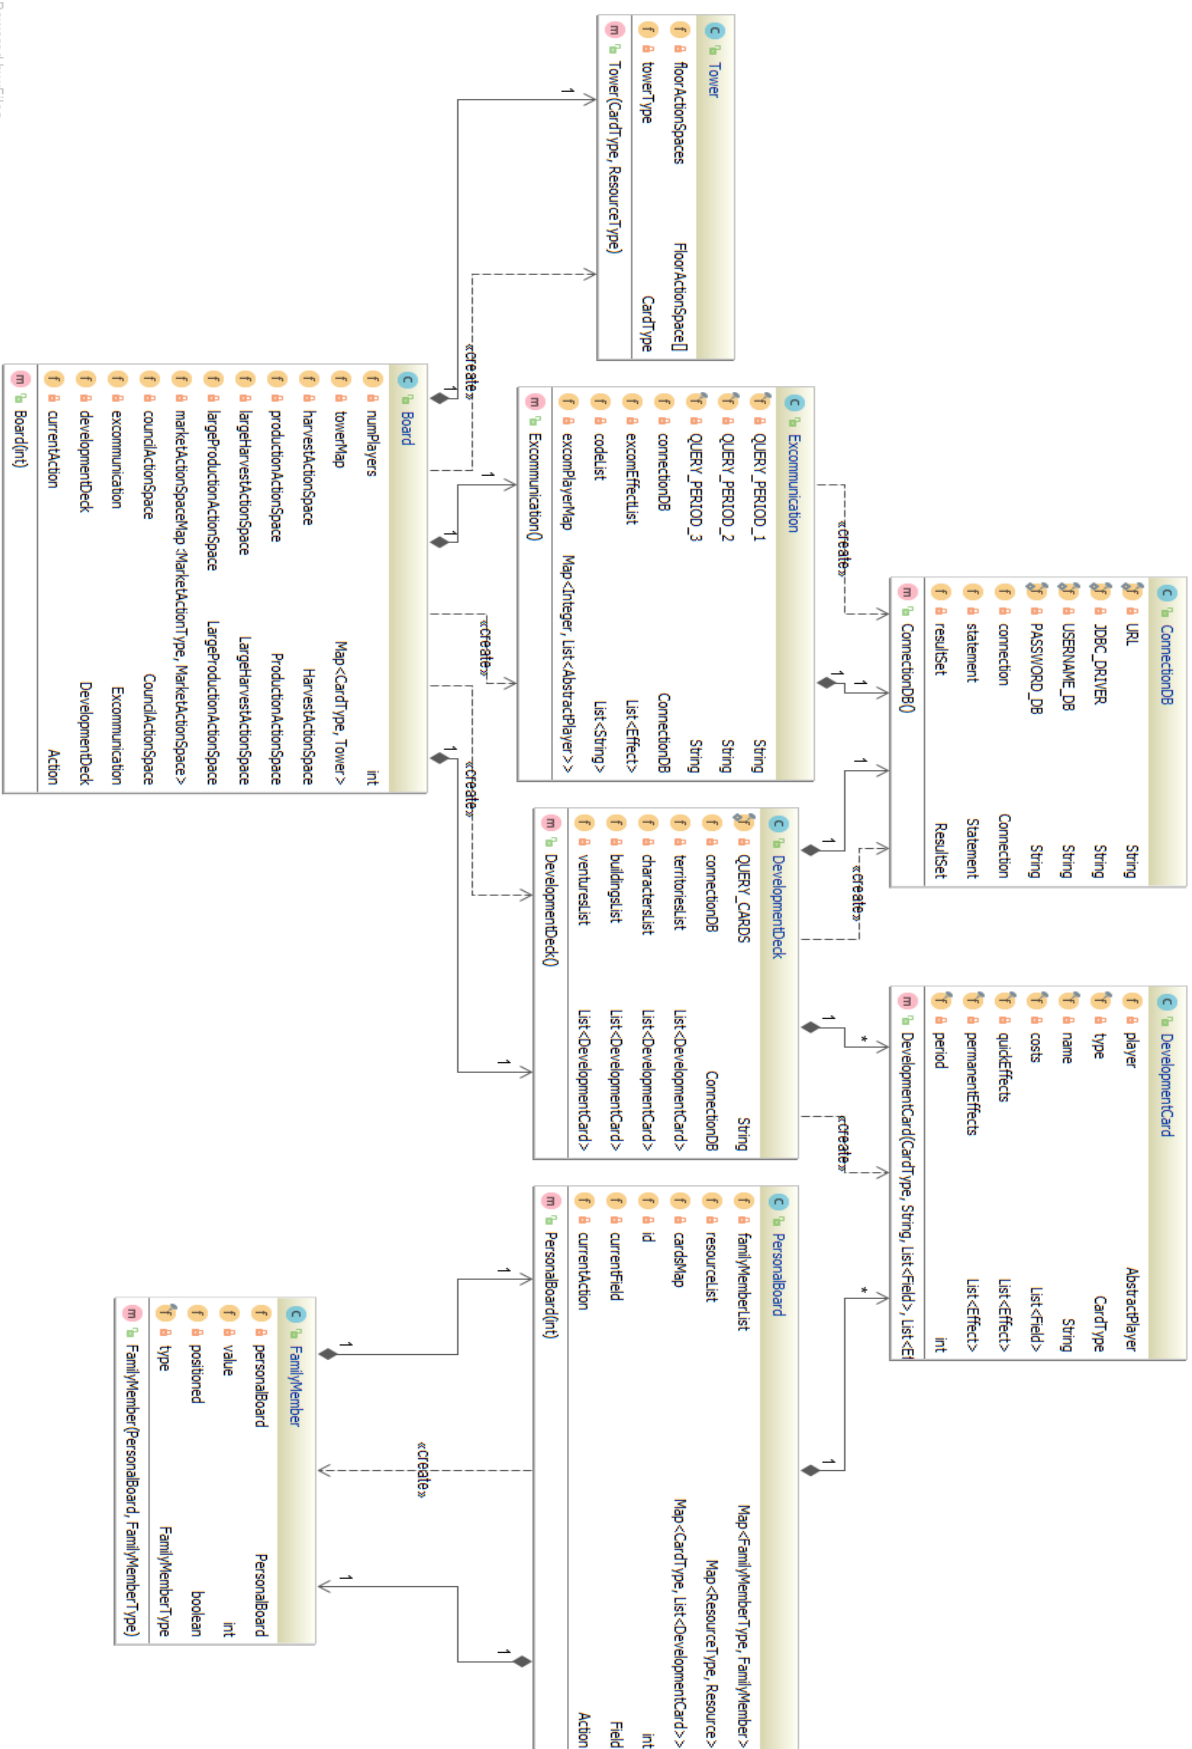 Tower
floorActionSpaces FloorActionSpace[]
towerType CardType
Tower(CardType, ResourceType)
Excommunication
QUERY_PERIOD_1 String
QUERY_PERIOD_2 String
QUERY_PERIOD_3 String
connectionDB ConnectionDB
excomEffectList List<Effect>
codeList List<String>
excomPlayerMap Map<Integer, List<AbstractPlayer>>
Excommunication()
ConnectionDB
URL String
JDBC_DRIVER String
USERNAME_DB String
PASSWORD_DB String
connection Connection
statement Statement
resultSet ResultSet
ConnectionDB()
DevelopmentCard
player AbstractPlayer
type CardType
name String
costs List<Field>
quickEffects List<Effect>
permanentEffects List<Effect>
period int
DevelopmentCard(CardType, String, List<Field>, List<Ef
DevelopmentDeck
QUERY_CARDS String
connectionDB ConnectionDB
territoriesList List<DevelopmentCard>
charactersList List<DevelopmentCard>
buildingsList List<DevelopmentCard>
venturesList List<DevelopmentCard>
DevelopmentDeck()
PersonalBoard
familyMemberList Map<FamilyMemberType, FamilyMember>
resourceList Map<ResourceType, Resource>
cardsMap Map<CardType, List<DevelopmentCard>>
id int
currentField Field
currentAction Action
PersonalBoard(int)
Board
numPlayers int
towerMap Map<CardType, Tower>
harvestActionSpace HarvestActionSpace
productionActionSpace ProductionActionSpace
largeHarvestActionSpace LargeHarvestActionSpace
largeProductionActionSpace LargeProductionActionSpace
marketActionSpaceMap :MarketActionType, MarketActionSpace>
councilActionSpace CouncilActionSpace
excommunication Excommunication
developmentDeck DevelopmentDeck
currentAction Action
Board(int)
FamilyMember
personalBoard PersonalBoard
value int
positioned boolean
type FamilyMemberType
FamilyMember(PersonalBoard, FamilyMemberType)
«create»
«create»
«create»
«create»
«create»
«create»
«create»
1
1
1
1
1
1
1
1
1
1
1
*
1
*
1
1
1
1